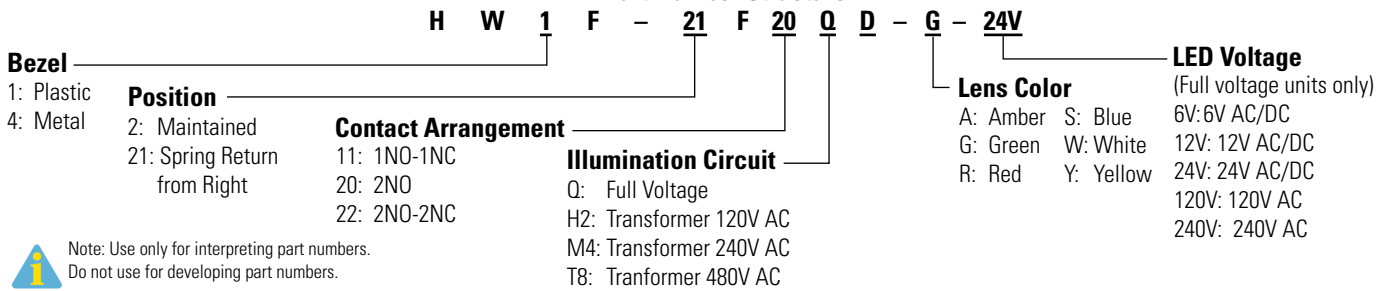 H W 1 F – 21 F 20 Q D – G – 24V
Bezel
1: Plastic
4: Metal
Position
2: Maintained
21: Spring Return
from Right
Contact Arrangement
11: 1NO-1NC
20: 2NO
22: 2NO-2NC
Illumination Circuit
Q: Full Voltage
H2: Transformer 120V AC
M4: Transformer 240V AC
T8: Tranformer 480V AC
Lens Color
A: Amber S: Blue
G: Green W: White
R: Red Y: Yellow
LED Voltage
(Full voltage units only)
6V: 6V AC/DC
12V: 12V AC/DC
24V: 24V AC/DC
120V: 120V AC
240V: 240V AC
Note: Use only for interpreting part numbers.
Do not use for developing part numbers.